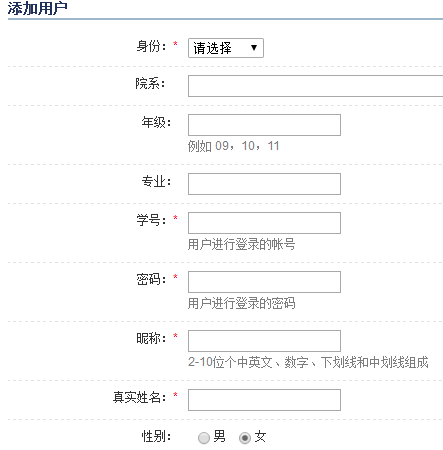 添加用户
身份：*
请选择
院系：
年级：
例如 09，10，11
专业：
学号：*
用户进行登录的帐号
密码：*
用户进行登录的密码
昵称：*
2-10位个中英文、数字、下划线和中划线组成
真实姓名：*
性别： 男 女